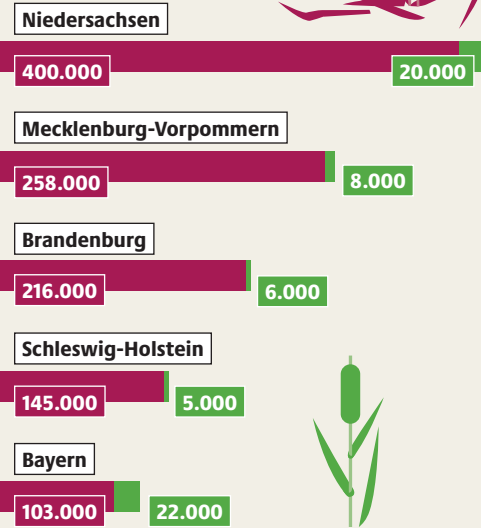 Niedersachsen
400.000 20.000
Mecklenburg-Vorpommern
258.000 8.000
Brandenburg
216.000 6.000
Schleswig-Holstein
145.000 5.000
Bayern
103.000 22.000